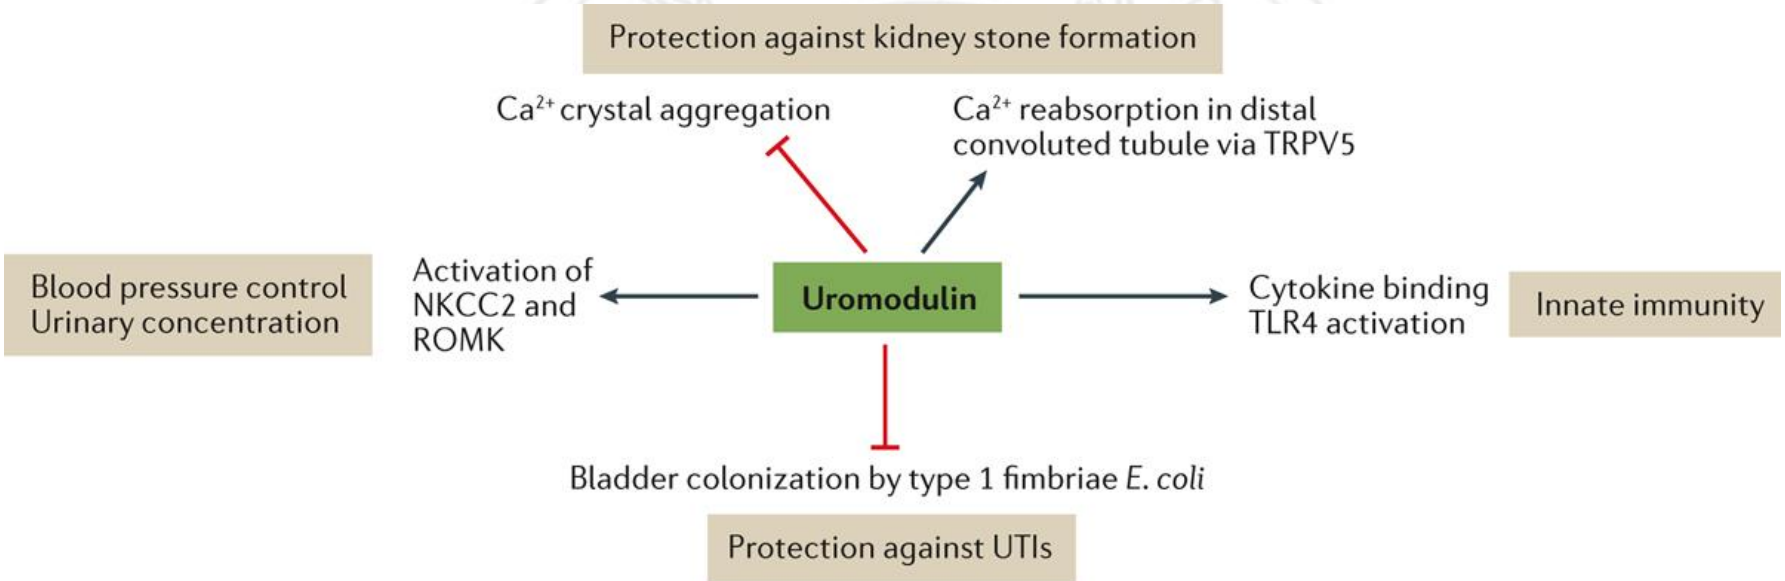 Protection against kidney stone formation
Ca²⁺ crystal aggregation
Ca²⁺ reabsorption in distal
convoluted tubule via TRPV5
Blood pressure control
Urinary concentration
Activation of
NKCC2 and
ROMK
Uromodulin
Cytokine binding
TLR4 activation
Innate immunity
Bladder colonization by type 1 fimbriae E. coli
Protection against UTIs